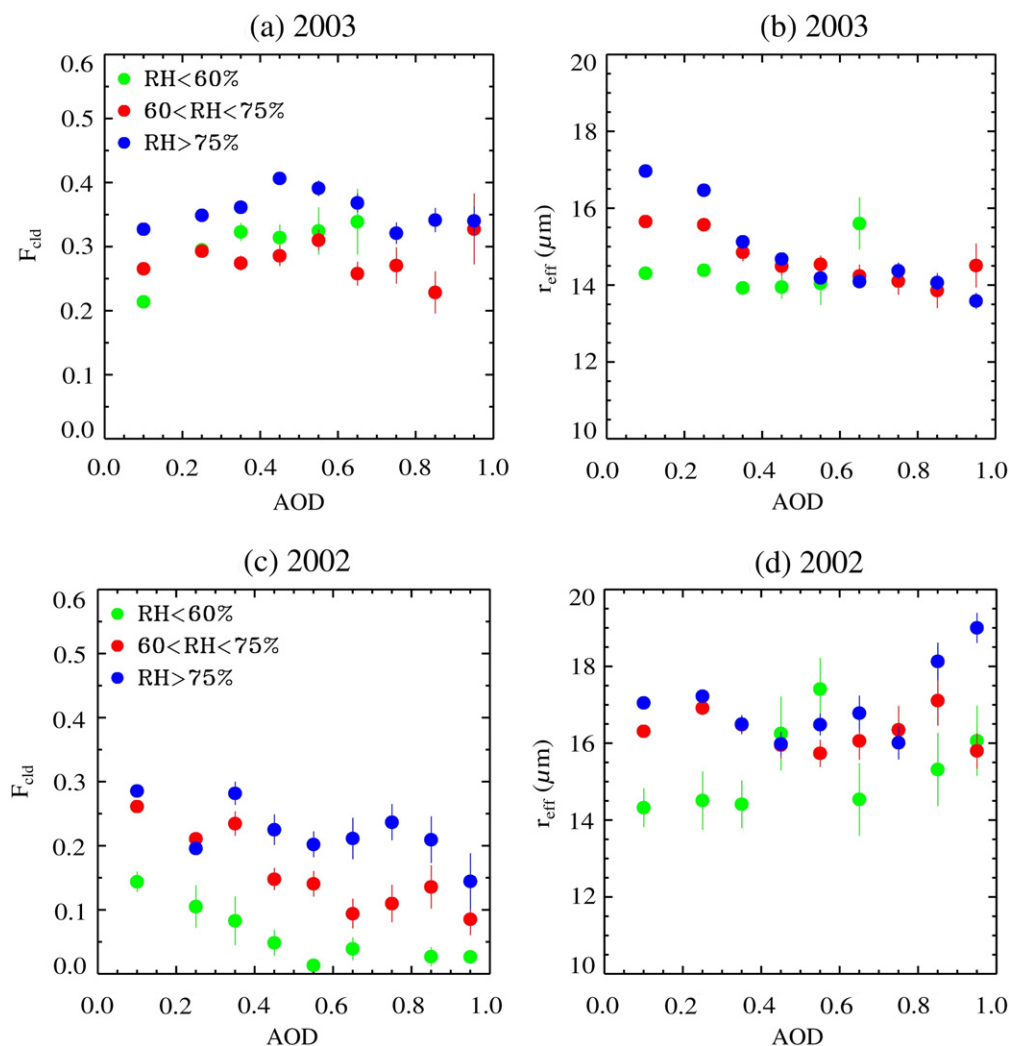 (a) 2003
0.6
0.5
0.4
0.3
0.2
0.1
0.0
F_cld
RH<60%
60<RH<75%
RH>75%
0.0 0.2 0.4 0.6 0.8 1.0
AOD
(b) 2003
20
18
16
14
12
10
r_eff (μm)
0.0 0.2 0.4 0.6 0.8 1.0
AOD
(c) 2002
0.6
0.5
0.4
0.3
0.2
0.1
0.0
F_cld
RH<60%
60<RH<75%
RH>75%
0.0 0.2 0.4 0.6 0.8 1.0
AOD
(d) 2002
20
18
16
14
12
10
r_eff (μm)
0.0 0.2 0.4 0.6 0.8 1.0
AOD